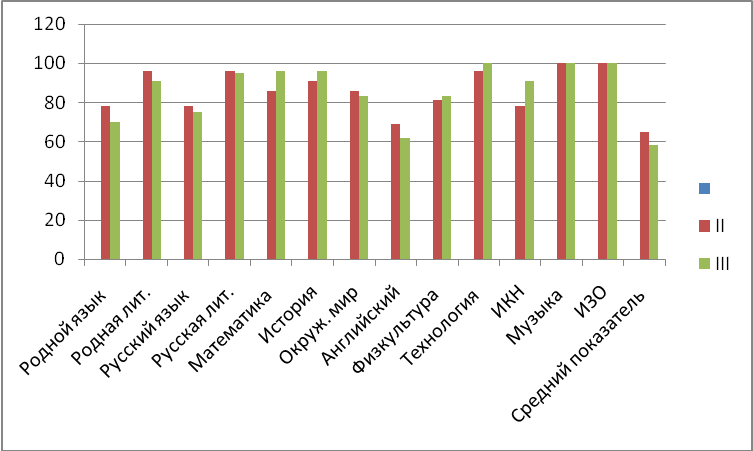 120
100
80
60
40
20
0
Родной язык
Родная лит.
Русский язык
Русская лит.
Математика
История
Окруж. мир
Английский
Физкультура
Технология
ИКН
Музыка
ИЗО
Средний показатель
II
III